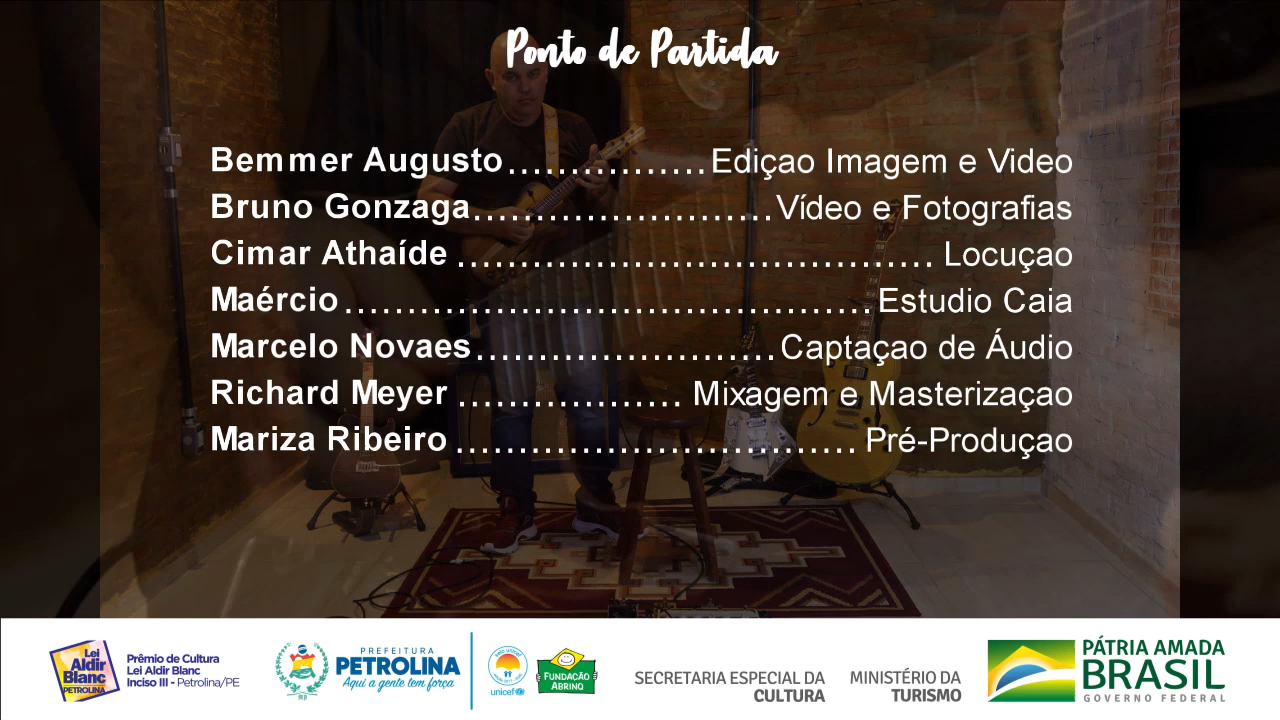 Ponto de Partida
Bemmer Augusto................Ediçao Imagem e Video
Bruno Gonzaga........................Vídeo e Fotografias
Cimar Athaíde ...................................... Locuçao
Maércio ..........................................Estudio Caia
Marcelo Novaes........................Captaçao de Áudio
Richard Meyer .................. Mixagem e Masterizaçao
Mariza Ribeiro ................................ Pré-Produçao
Lei
Aldir
Blanc
PETROLINA
Prêmio de Cultura
Lei Aldir Blanc
Inciso III - Petrolina/PE
PREFEITURA
PETROLINA
Aqui a gente tem força
unicef
FUNDAÇÃO
ABRINQ
SECRETARIA ESPECIAL DA
CULTURA
MINISTÉRIO DA
TURISMO
PÁTRIA AMADA
BRASIL
GOVERNO FEDERAL